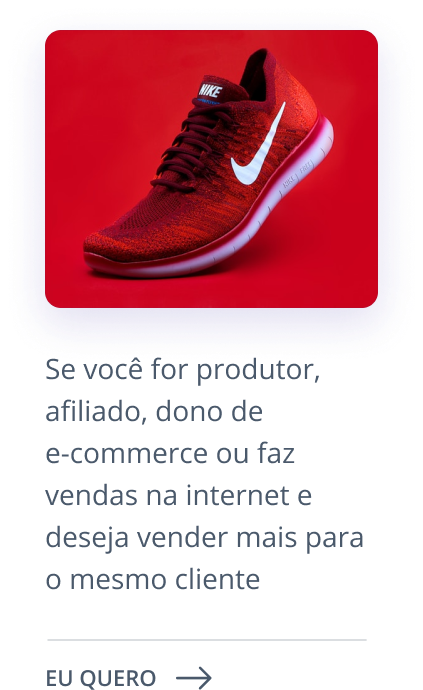 NIKE
Se você for produtor,
afiliado, dono de
e-commerce ou faz
vendas na internet e
deseja vender mais para
o mesmo cliente
EU QUERO